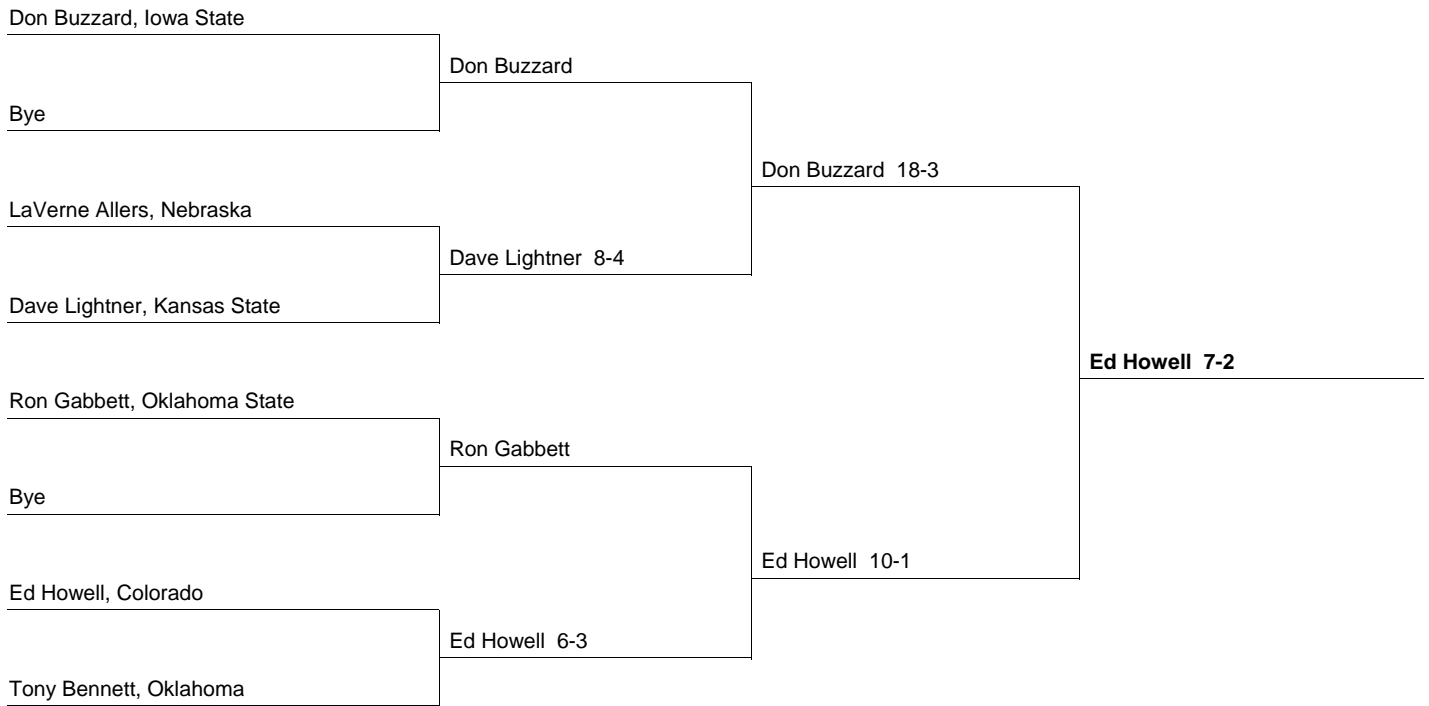 Don Buzzard, Iowa State
Don Buzzard
Bye
Don Buzzard 18-3
LaVerne Allers, Nebraska
Dave Lightner 8-4
Dave Lightner, Kansas State
Ed Howell 7-2
Ron Gabbett, Oklahoma State
Ron Gabbett
Bye
Ed Howell 10-1
Ed Howell, Colorado
Ed Howell 6-3
Tony Bennett, Oklahoma